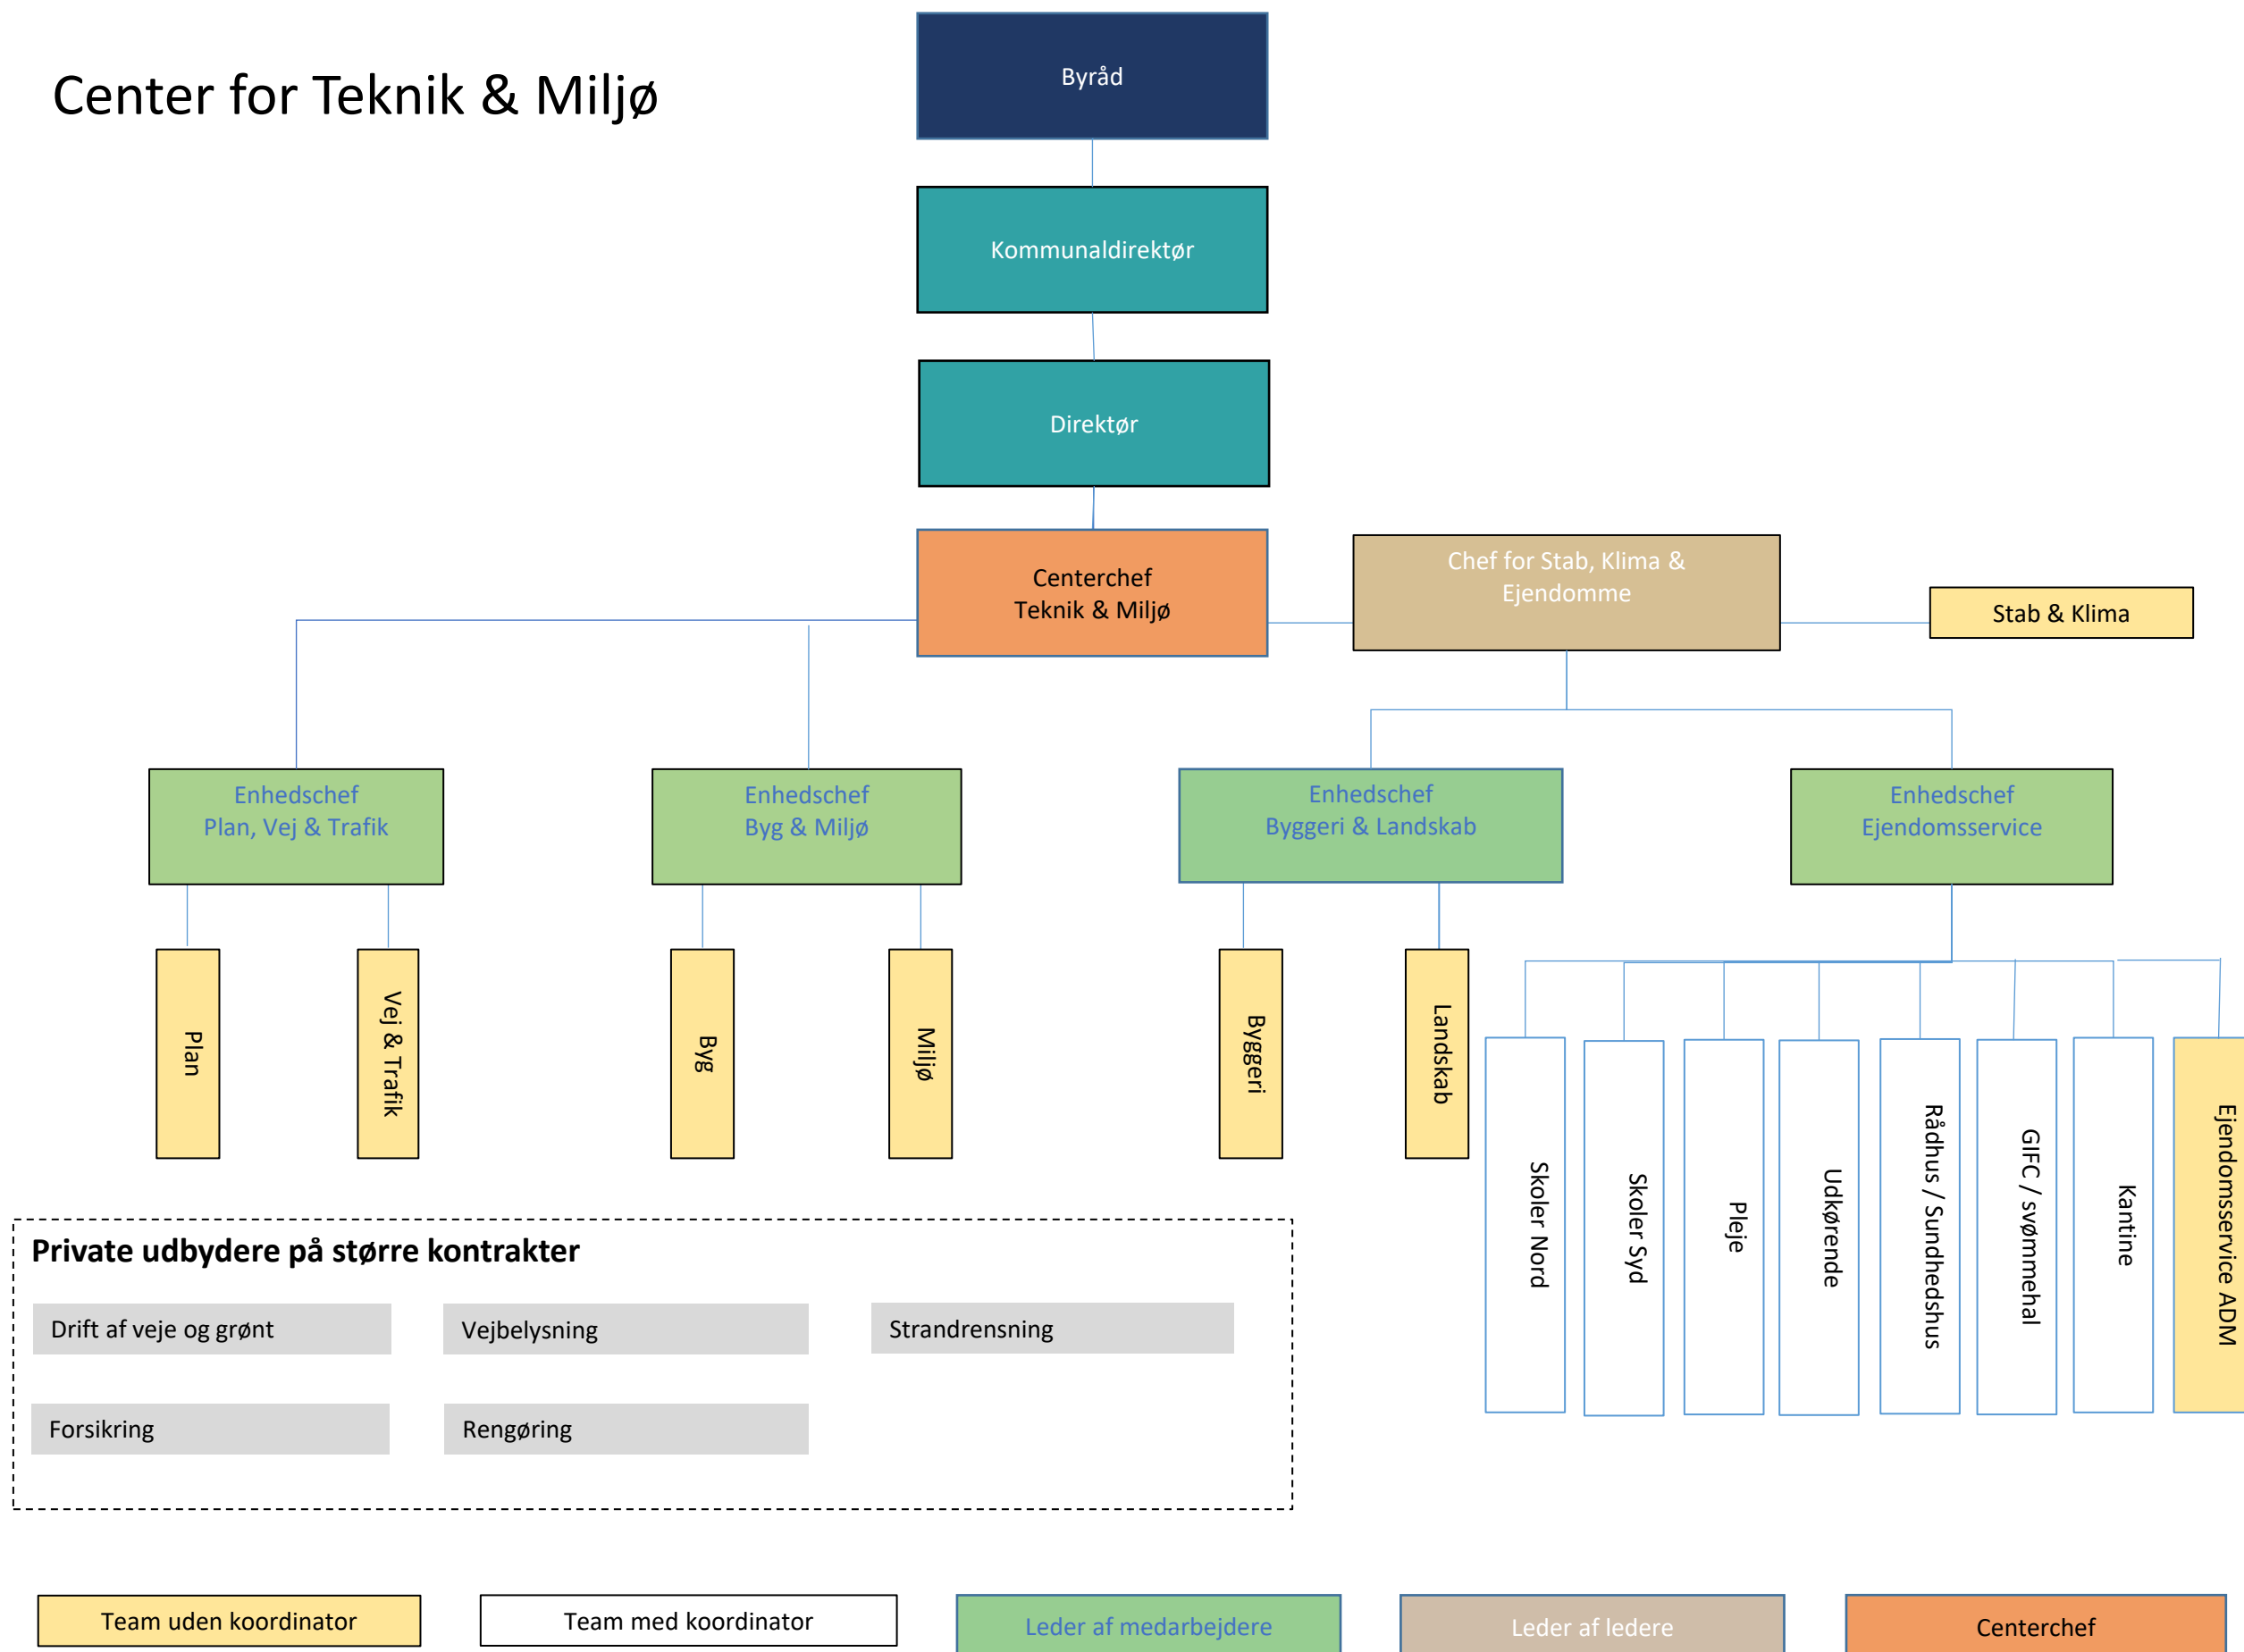 Center for Teknik & Miljø
Byråd
Kommunaldirektør
Direktør
Centerchef
Teknik & Miljø
Chef for Stab, Klima &
Ejendomme
Stab & Klima
Enhedschef
Plan, Vej & Trafik
Enhedschef
Byg & Miljø
Enhedschef
Byggeri & Landskab
Enhedschef
Ejendomsservice
Plan
Vej & Trafik
Byg
Miljø
Byggeri
Landskab
Skoler Nord
Skoler Syd
Pleje
Udkørende
Rådhus / Sundhedshus
GIFC / svømmehal
Kantine
Ejendomsservice ADM
Private udbydere på større kontrakter
Drift af veje og grønt
Vejbelysning
Strandrensning
Forsikring
Rengøring
Team uden koordinator
Team med koordinator
Leder af medarbejdere
Leder af ledere
Centerchef